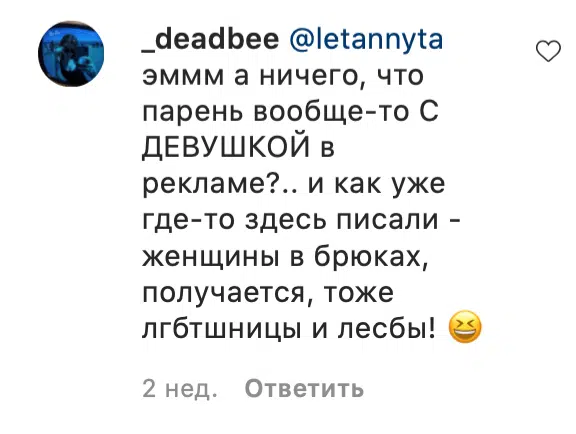 _deadbee @letannyta
эммм а ничего, что
парень вообще-то С
ДЕВУШКОЙ в
рекламе?.. и как уже
где-то здесь писали -
женщины в брюках,
получается, тоже
лгбтшницы и лесбы! 😆
2 нед. Ответить